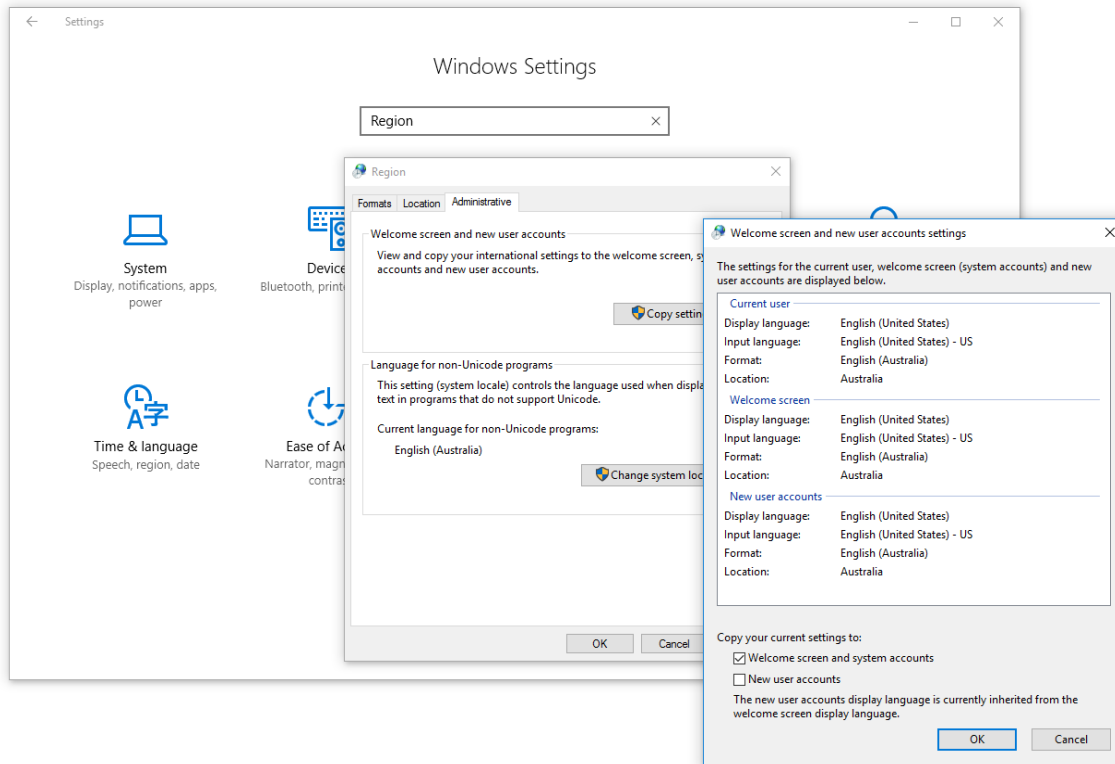 Settings
Windows Settings
Region
System
Display, notifications, apps,
power
Bluetooth,
Time & language
Speech, region, date
Ease of
Narrator,
Region
Formats Location Administrative
Welcome screen and new user accounts
View and copy your international settings to the welcome screen,
accounts and new user accounts.
Copy
Language for non-Unicode programs
This setting (system locale) controls the language used when
text in programs that do not support Unicode.
Current language for non-Unicode programs:
English (Australia)
Change system
OK Cancel
Welcome screen and new user accounts settings
The settings for the current user, welcome screen (system accounts) and new
user accounts are displayed below.
Current user
Display language: English (United States)
Input language: English (United States) - US
Format: English (Australia)
Location: Australia
Welcome screen
Display language: English (United States)
Input language: English (United States) - US
Format: English (Australia)
Location: Australia
New user accounts
Display language: English (United States)
Input language: English (United States) - US
Format: English (Australia)
Location: Australia
Copy your current settings to:
Welcome screen and system accounts
New user accounts
The new user accounts display language is currently inherited from the
welcome screen display language.
OK Cancel